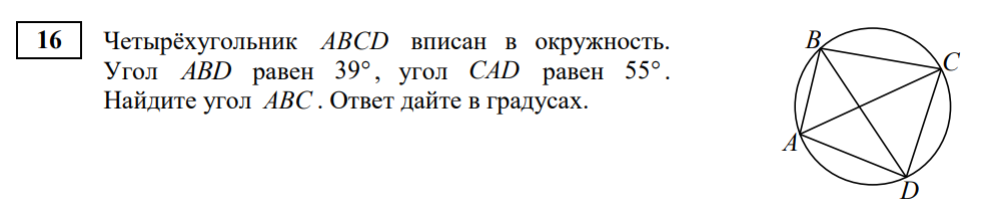 16
Четырёхугольник ABCD вписан в окружность.
Угол ABD равен 39°, угол CAD равен 55°.
Найдите угол ABC . Ответ дайте в градусах.
B
C
A
D